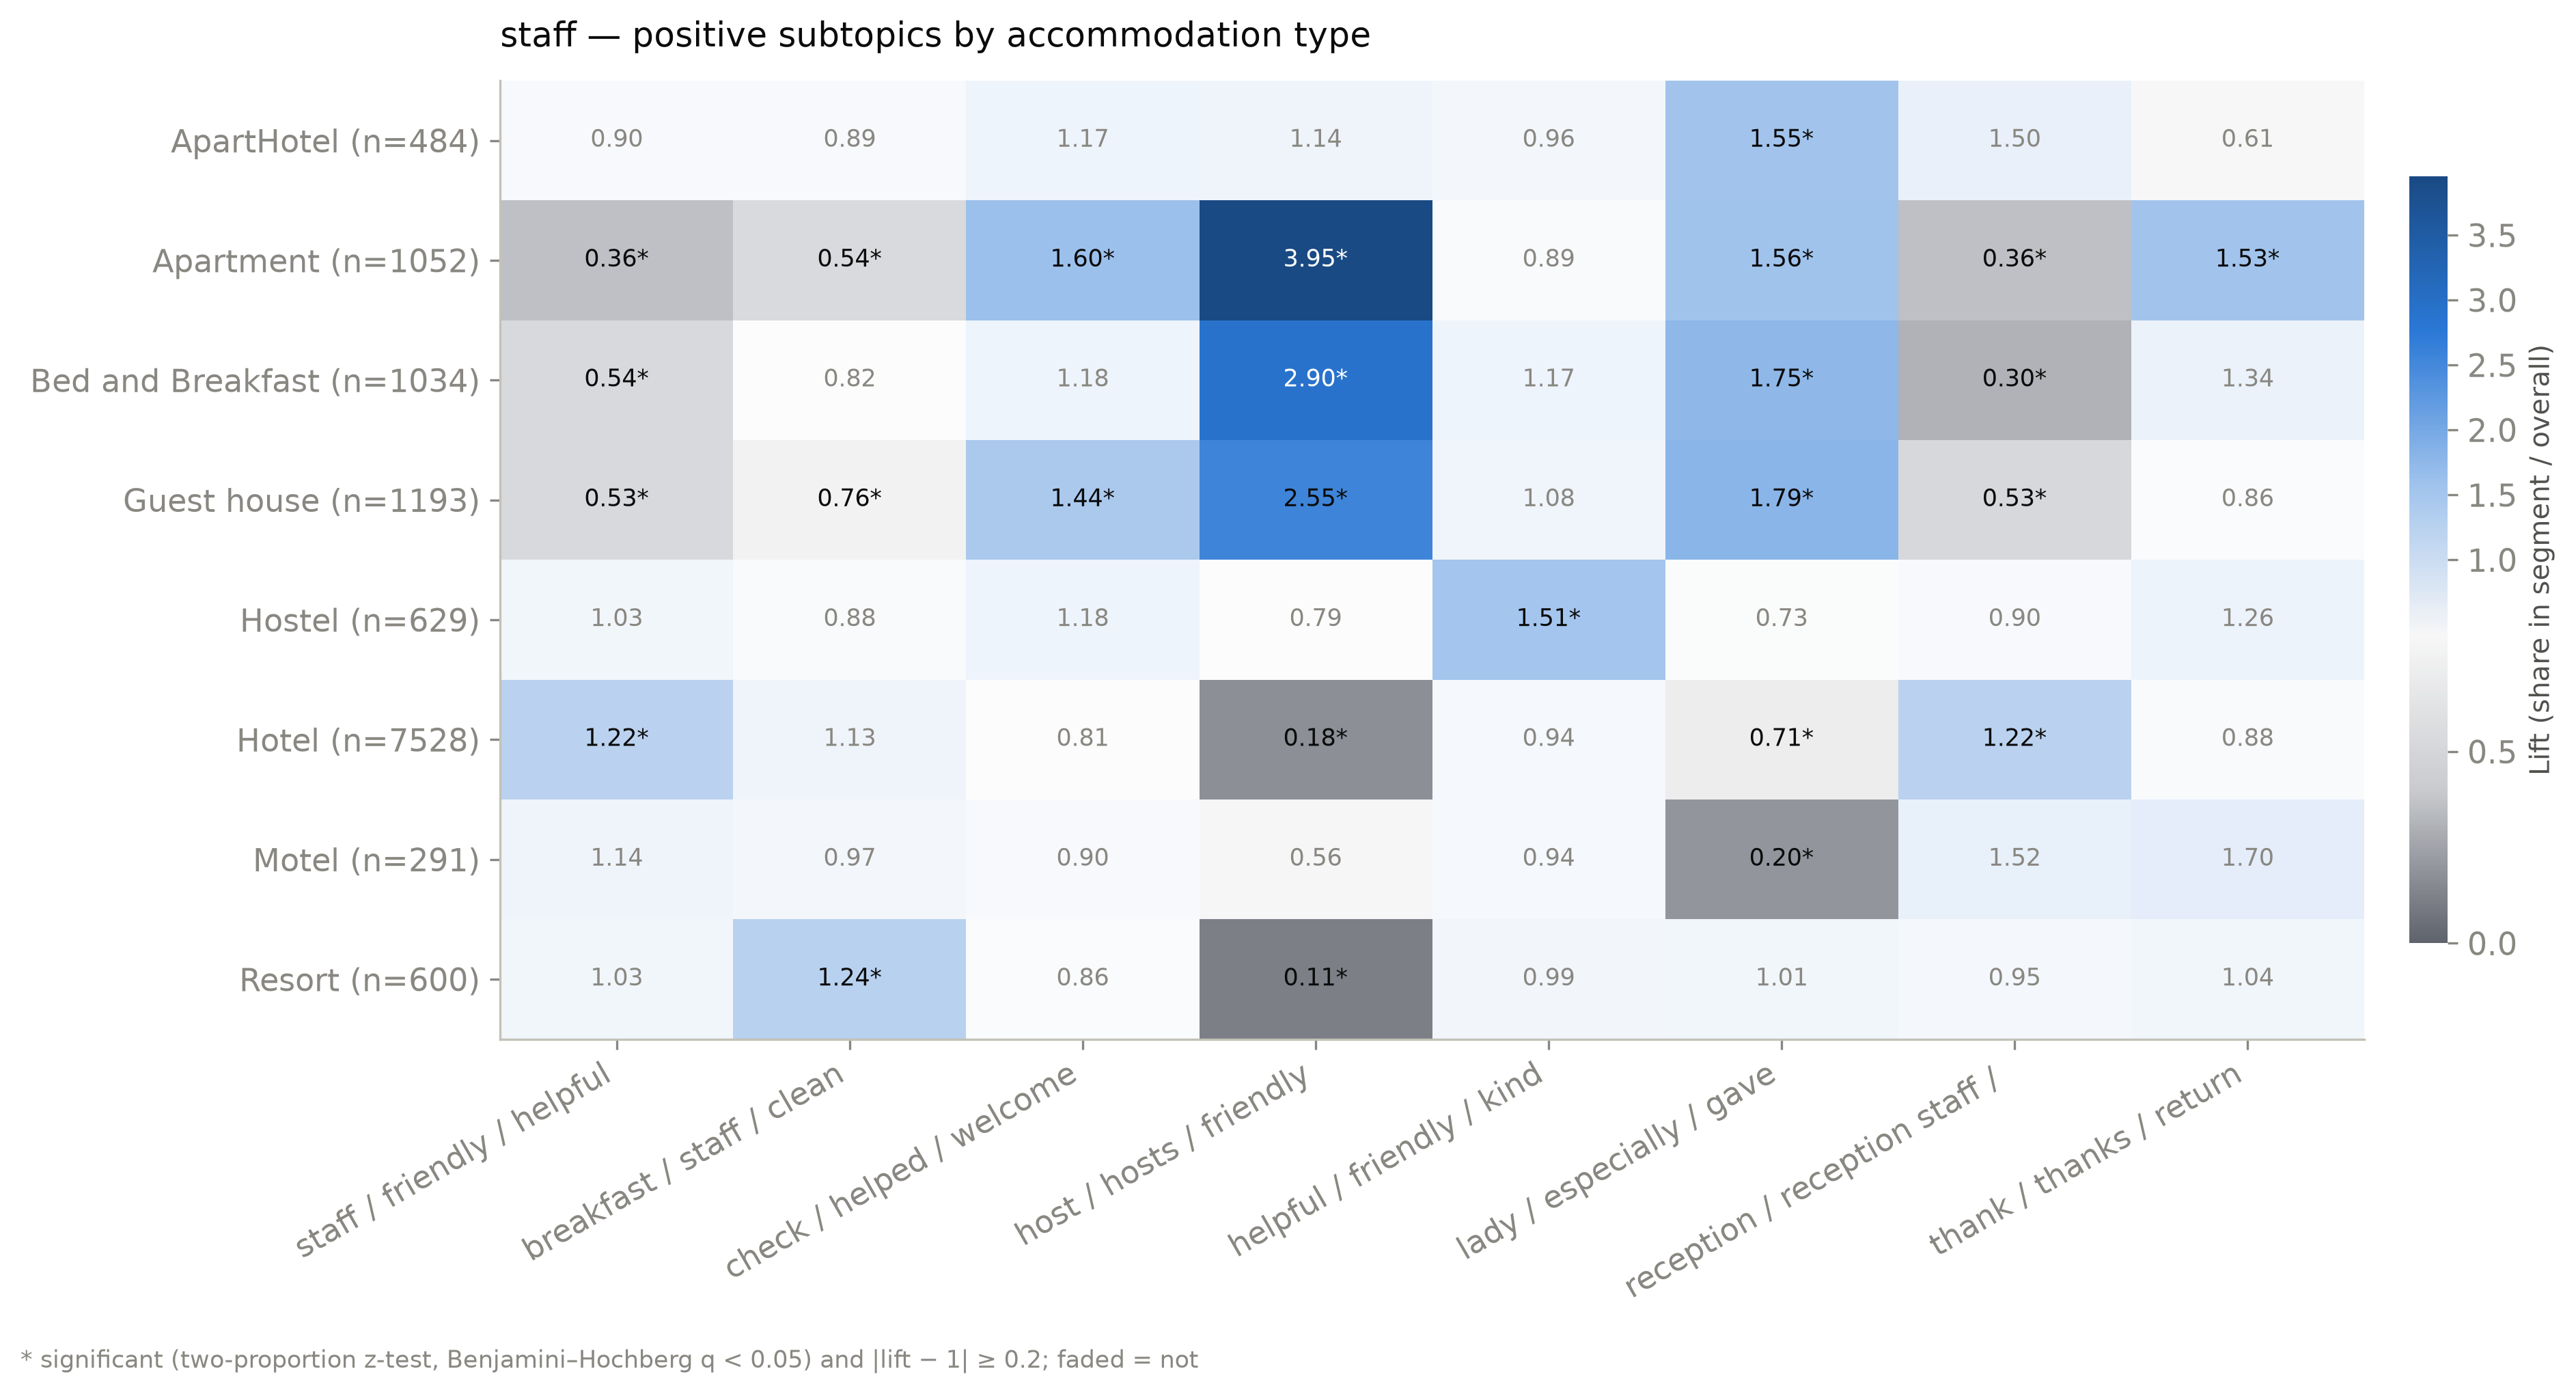 staff — positive subtopics by accommodation type
ApartHotel (n=484) 0.90 0.89 1.17 1.14 0.96 1.55* 1.50 0.61
Apartment (n=1052) 0.36* 0.54* 1.60* 3.95* 0.89 1.56* 0.36* 1.53*
Bed and Breakfast (n=1034) 0.54* 0.82 1.18 2.90* 1.17 1.75* 0.30* 1.34
Guest house (n=1193) 0.53* 0.76* 1.44* 2.55* 1.08 1.79* 0.53* 0.86
Hostel (n=629) 1.03 0.88 1.18 0.79 1.51* 0.73 0.90 1.26
Hotel (n=7528) 1.22* 1.13 0.81 0.18* 0.94 0.71* 1.22* 0.88
Motel (n=291) 1.14 0.97 0.90 0.56 0.94 0.20* 1.52 1.70
Resort (n=600) 1.03 1.24* 0.86 0.11* 0.99 1.01 0.95 1.04
staff / friendly / helpful
breakfast / staff / clean
check / helped / welcome
host / hosts / friendly
helpful / friendly / kind
lady / especially / gave
reception / reception staff /
thank / thanks / return
3.5
3.0
2.5
2.0
1.5
1.0
0.5
0.0
Lift (share in segment / overall)
* significant (two-proportion z-test, Benjamini–Hochberg q < 0.05) and |lift − 1| ≥ 0.2; faded = not